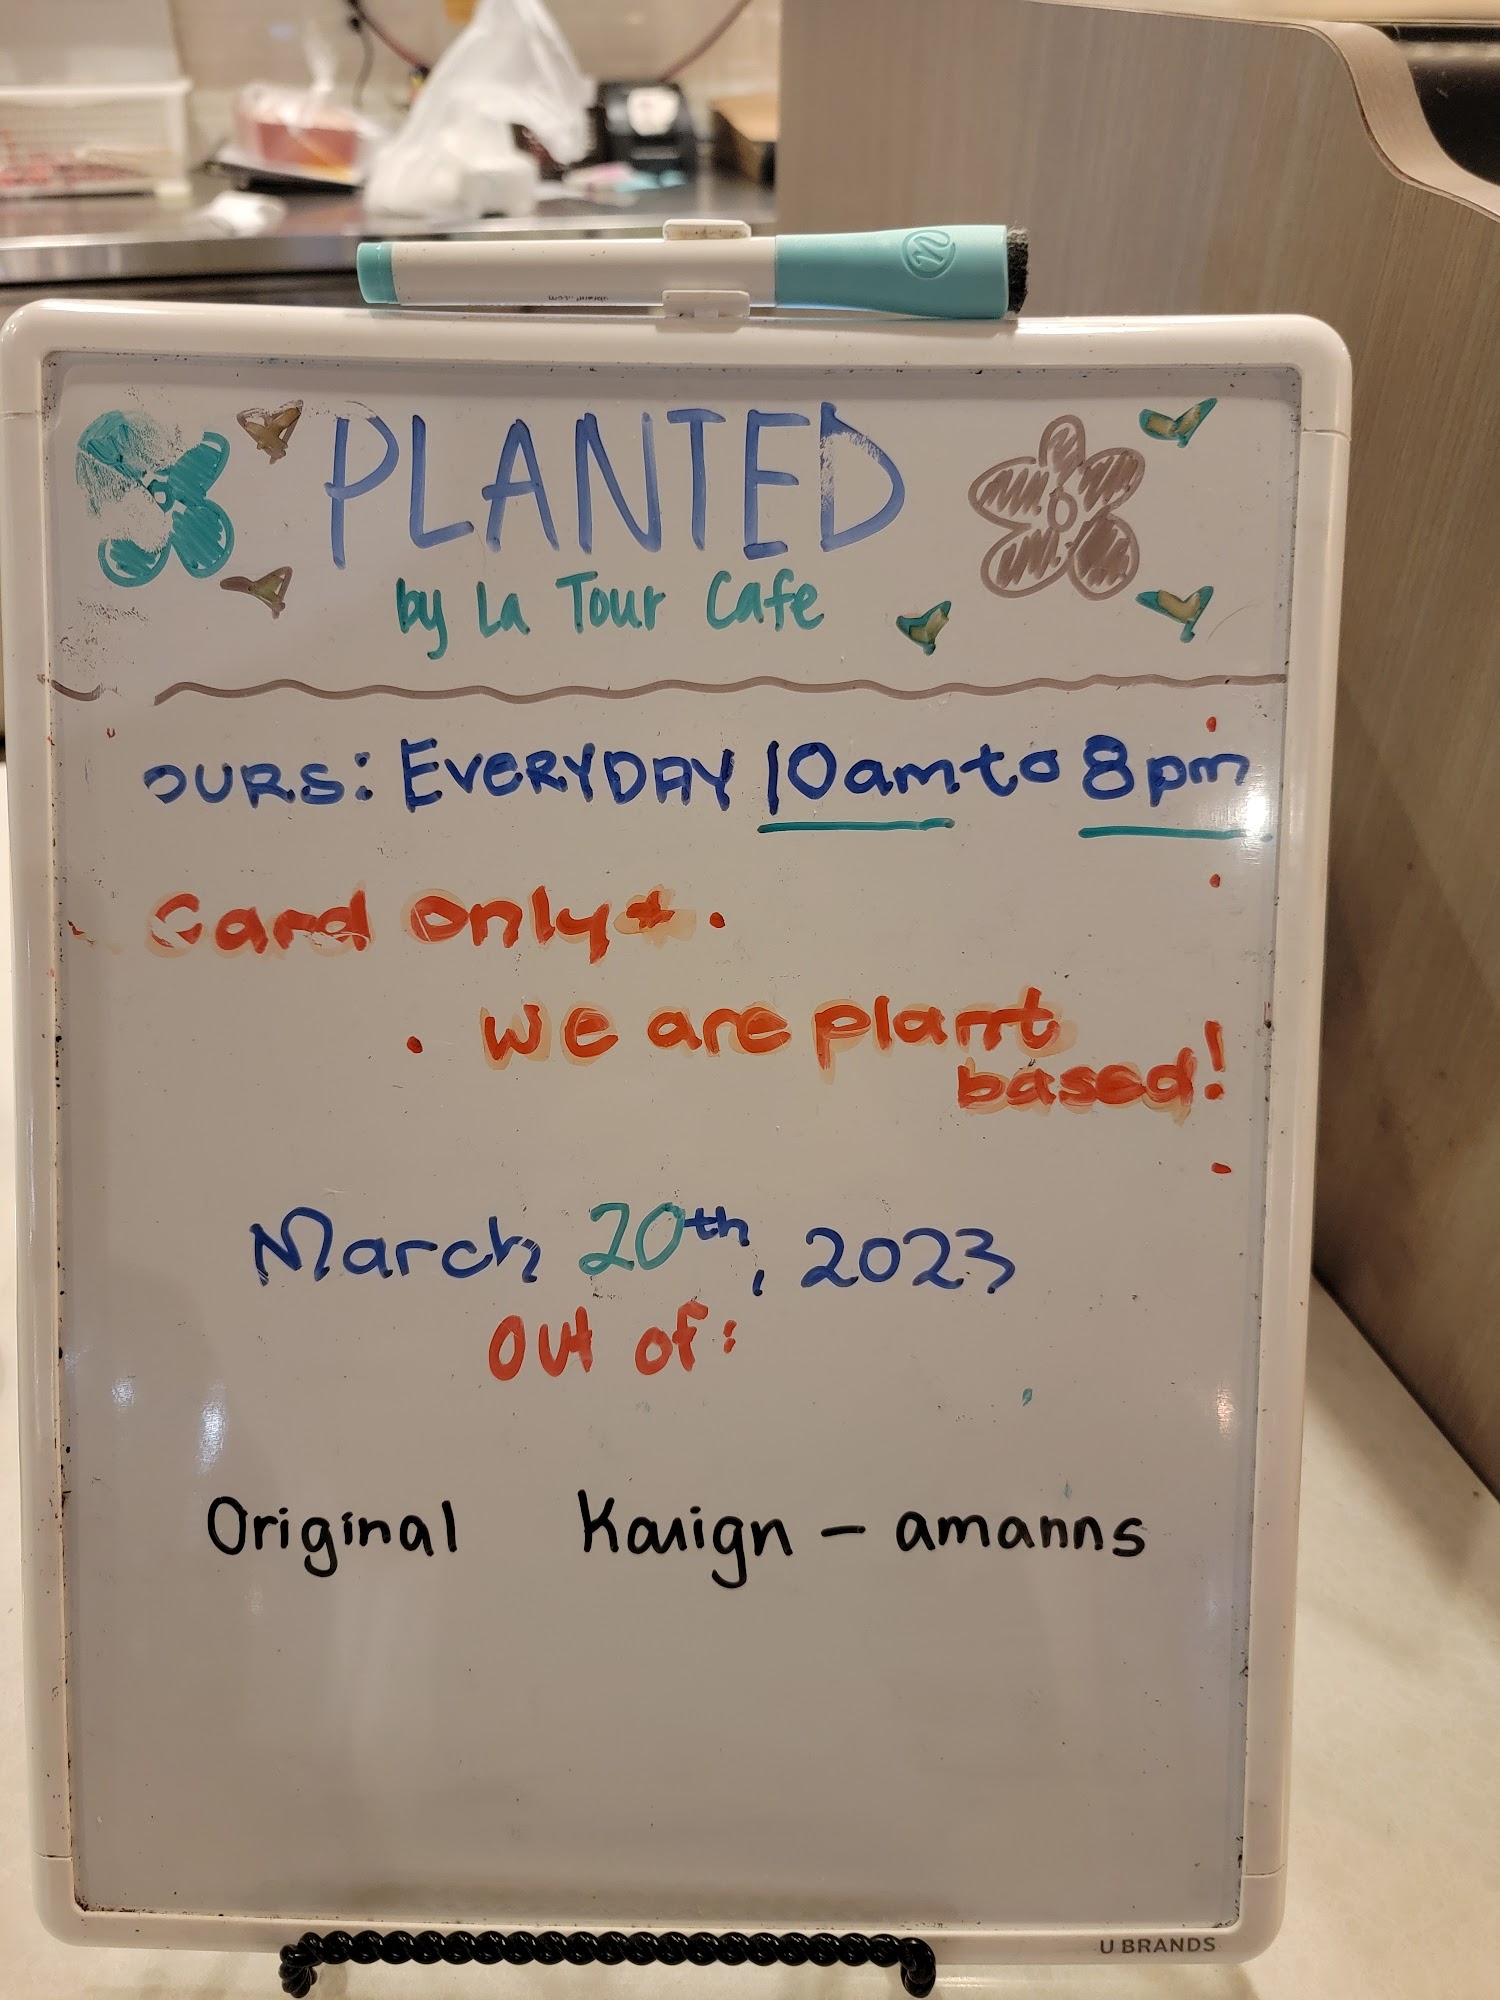 PLANTED
by La Tour Cafe
OURS: EVERYDAY 10am to 8pm
Card only*
We are plant
based!
March 20th, 2023
Out of:
Original Kauign - amanns
U BRANDS